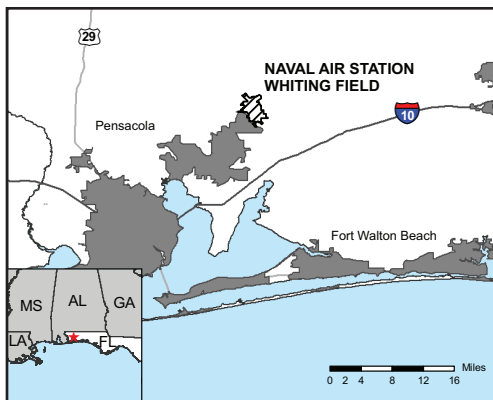 29
NAVAL AIR STATION
WHITING FIELD
10
Pensacola
Fort Walton Beach
MS
AL
GA
LA
FL
Miles
0 2 4 8 12 16